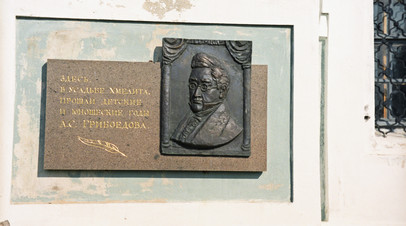 ЗДЕСЬ,
В УСАДЬБЕ ХМЕЛИТА,
ПРОШЛИ ДЕТСКИЕ
И ЮНОШЕСКИЕ ГОДЫ
А.С. ГРИБОЕДОВА.